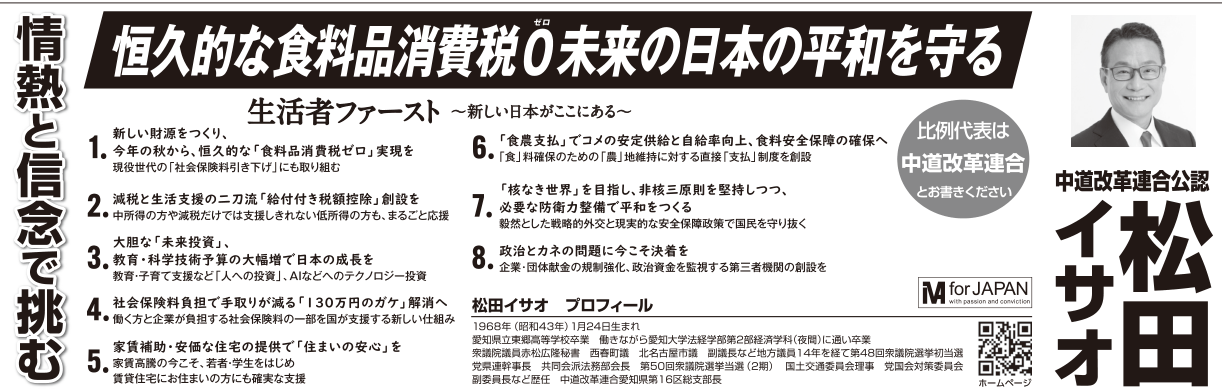 情熱と信念で挑む
恒久的な食料品消費税0未来の日本の平和を守る
ゼロ
生活者ファースト ～新しい日本がここにある～
1. 新しい財源をつくり、
今年の秋から、恒久的な「食料品消費税ゼロ」実現を
現役世代の「社会保険料引き下げ」にも取り組む
2. 減税と生活支援の二刀流「給付付き税額控除」創設を
中所得の方や減税だけでは支援しきれない低所得の方も、まるごと応援
3. 大胆な「未来投資」、
教育・科学技術予算の大幅増で日本の成長を
教育・子育て支援など「人への投資」、AIなどへのテクノロジー投資
4. 社会保険料負担で手取りが減る「130万円のガケ」解消へ
働く方と企業が負担する社会保険料の一部を国が支援する新しい仕組み
5. 家賃補助・安価な住宅の提供で「住まいの安心」を
家賃高騰の今こそ、若者・学生をはじめ
賃貸住宅にお住まいの方にも確実な支援
6. 「食農支払」でコメの安定供給と自給率向上、食料安全保障の確保へ
「食」料確保のための「農」地維持に対する直接「支払」制度を創設
7. 「核なき世界」を目指し、非核三原則を堅持しつつ、
必要な防衛力整備で平和をつくる
毅然とした戦略的外交と現実的な安全保障政策で国民を守り抜く
8. 政治とカネの問題に今こそ決着を
企業・団体献金の規制強化、政治資金を監視する第三者機関の創設を
比例代表は
中道改革連合
とお書きください
M for JAPAN
with passion and conviction
松田イサオ プロフィール
1968年（昭和43年）1月24日生まれ
愛知県立東郷高等学校卒業 働きながら愛知大学法経学部第2部経済学科（夜間）に通い卒業
衆議院議員赤松広隆秘書 西春町議 北名古屋市議 副議長など地方議員14年を経て第48回衆議院選挙初当選
党県連幹事長 共同会派法務部会長 第50回衆議院選挙当選（2期） 国土交通委員会理事 党国会対策委員会
副委員長など歴任 中道改革連合愛知県第16区総支部長
ホームページ
中道改革連合公認
松田
イサオ